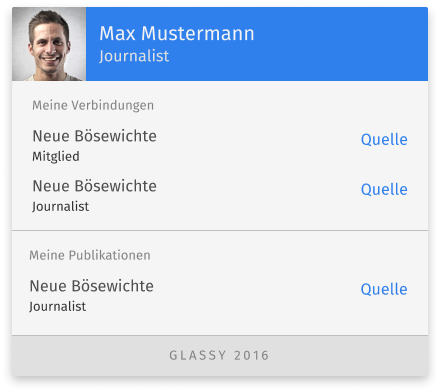 Max Mustermann
Journalist
Meine Verbindungen
Neue Bösewichte
Mitglied
Quelle
Neue Bösewichte
Journalist
Quelle
Meine Publikationen
Neue Bösewichte
Journalist
Quelle
GLASSY 2016